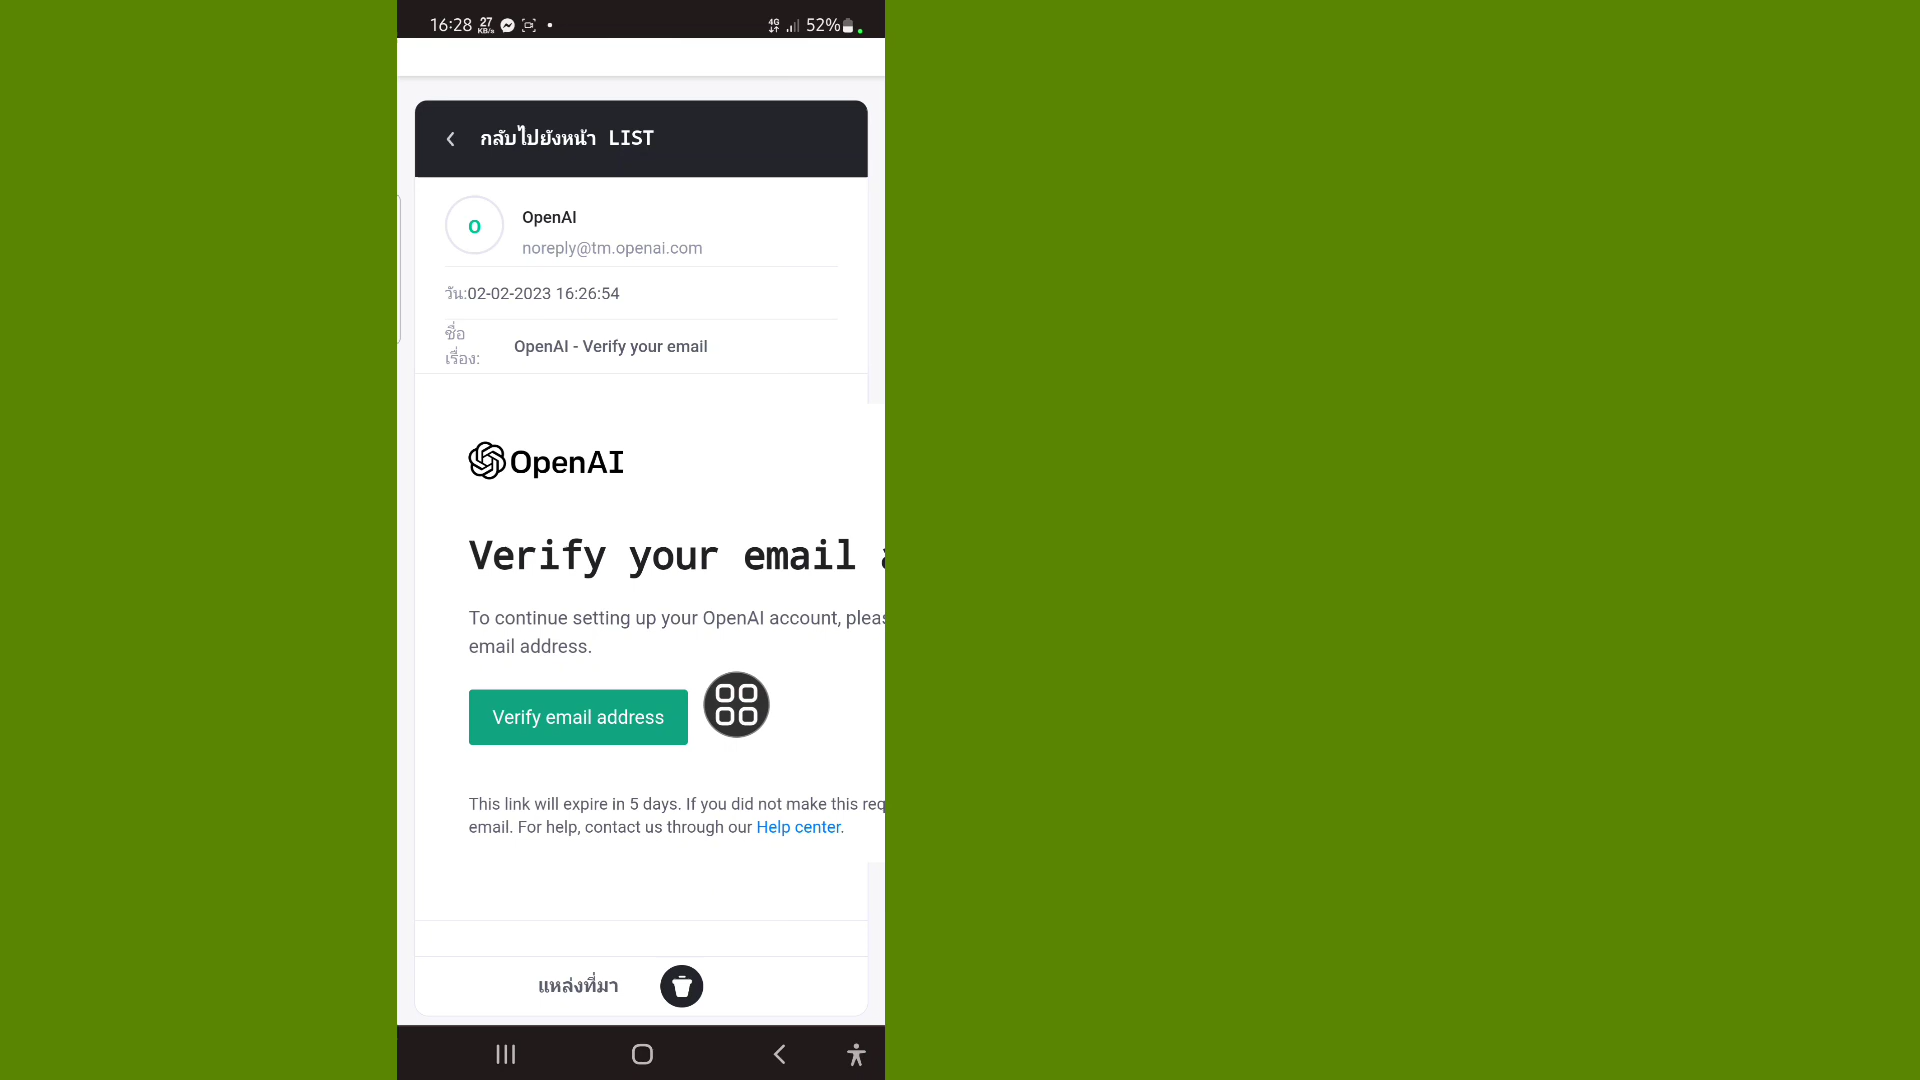 16:28 27 KB/s 4G 52%
กลับไปยังหน้า LIST
O
OpenAI
noreply@tm.openai.com
วัน:02-02-2023 16:26:54
ชื่อ
เรื่อง:
OpenAI - Verify your email
OpenAI
Verify your email
To continue setting up your OpenAI account,
email address.
Verify email address
This link will expire in 5 days. If you did not make this
email. For help, contact us through our Help center.
แหล่งที่มา